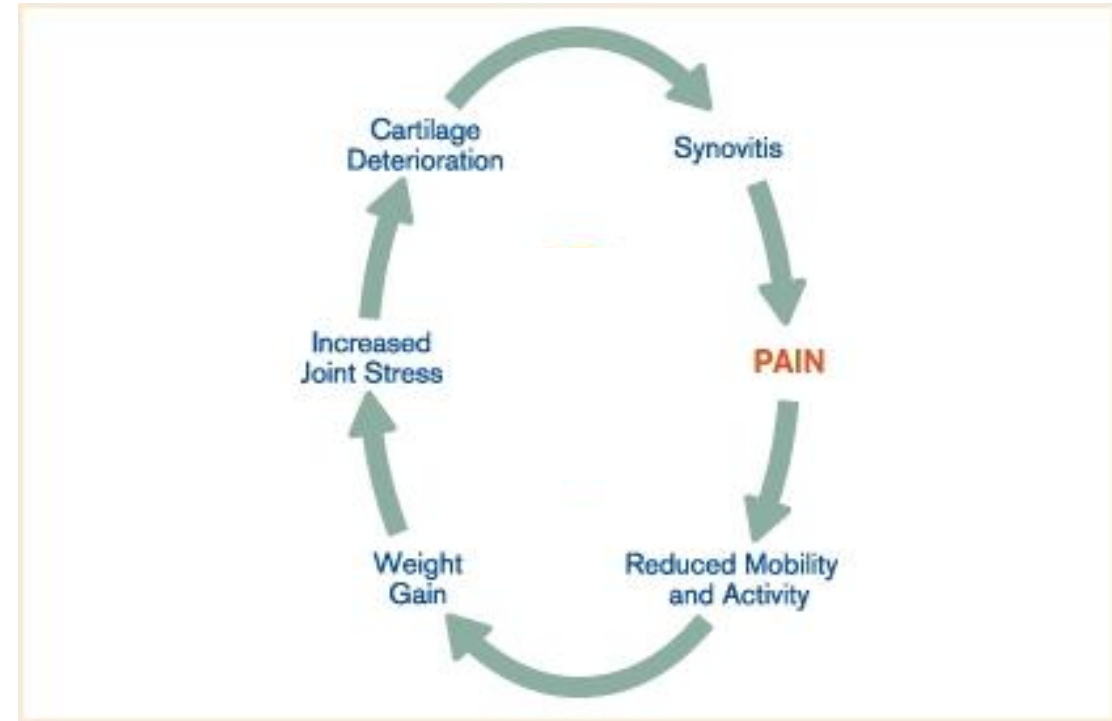 Cartilage
Deterioration
Synovitis
PAIN
Reduced Mobility
and Activity
Weight
Gain
Increased
Joint Stress